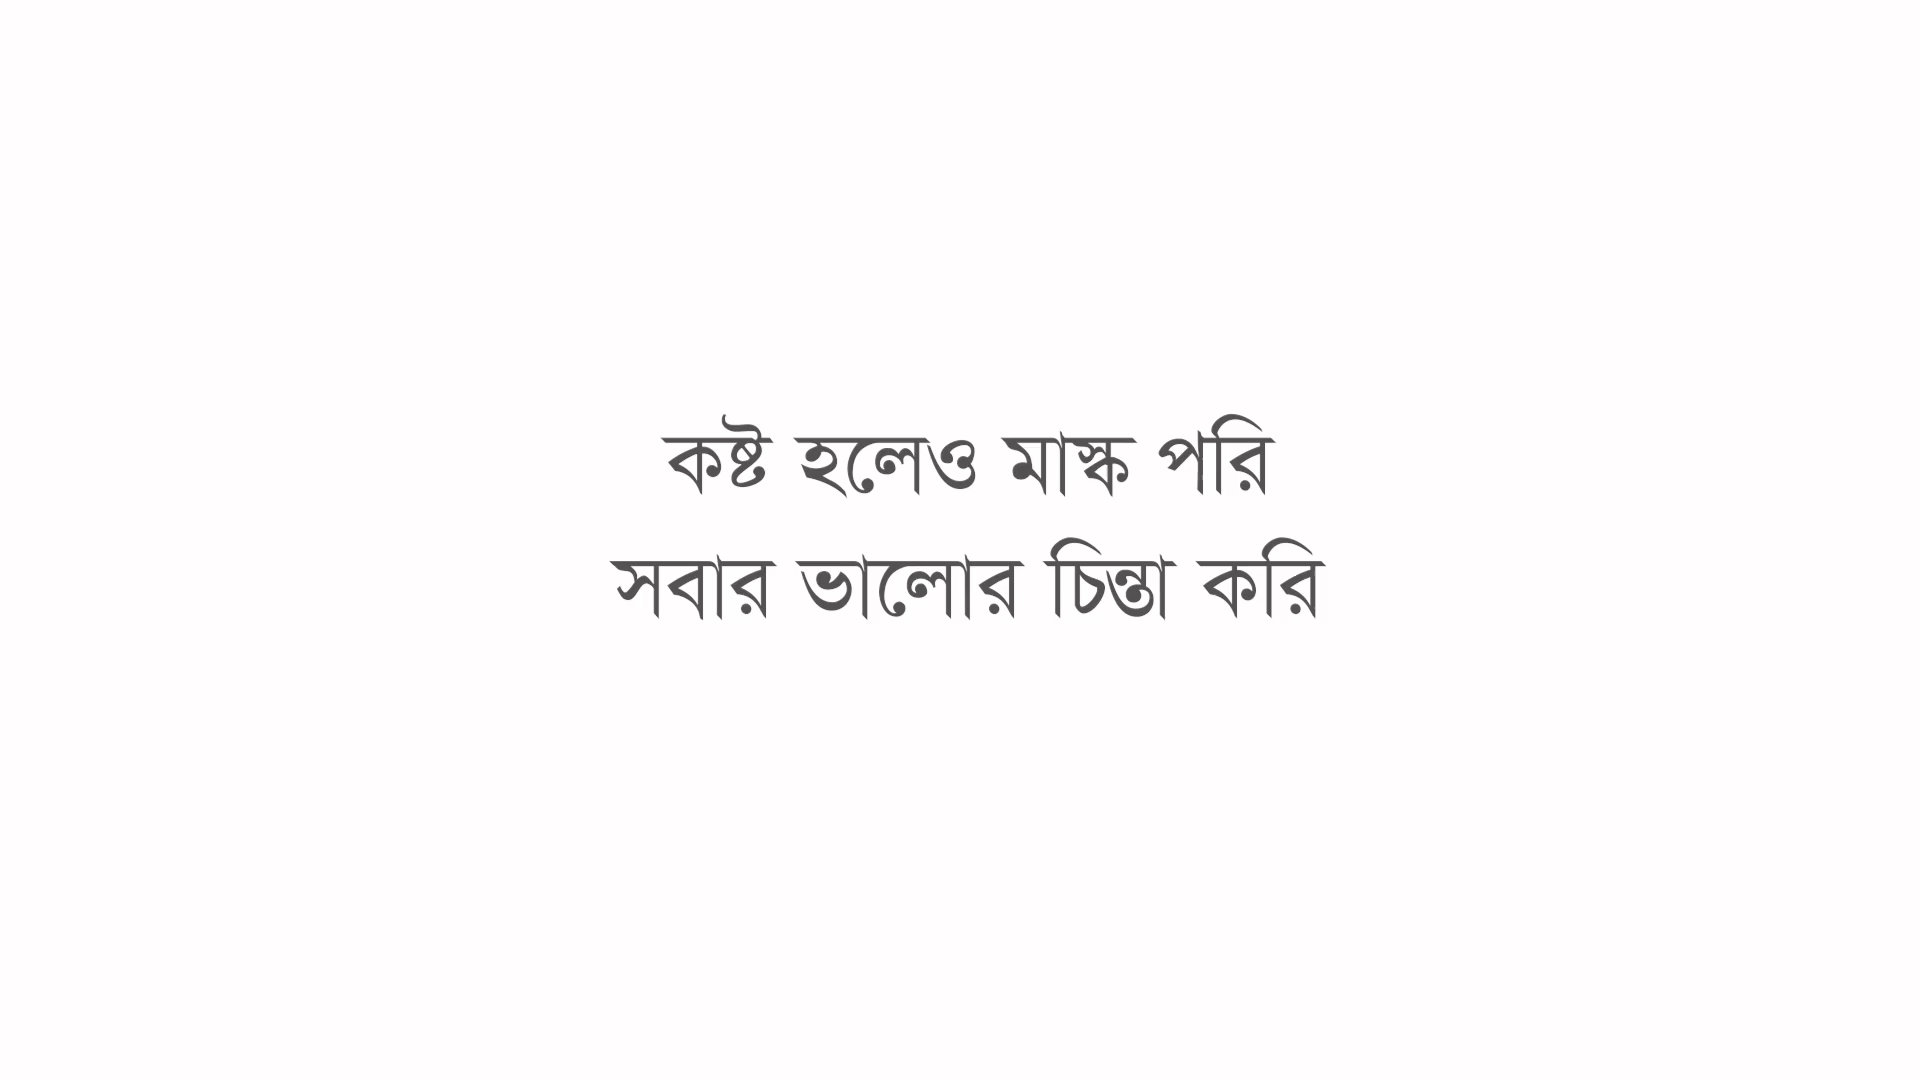 কষ্ট হলেও মাস্ক পরি
সবার ভালোর চিন্তা করি